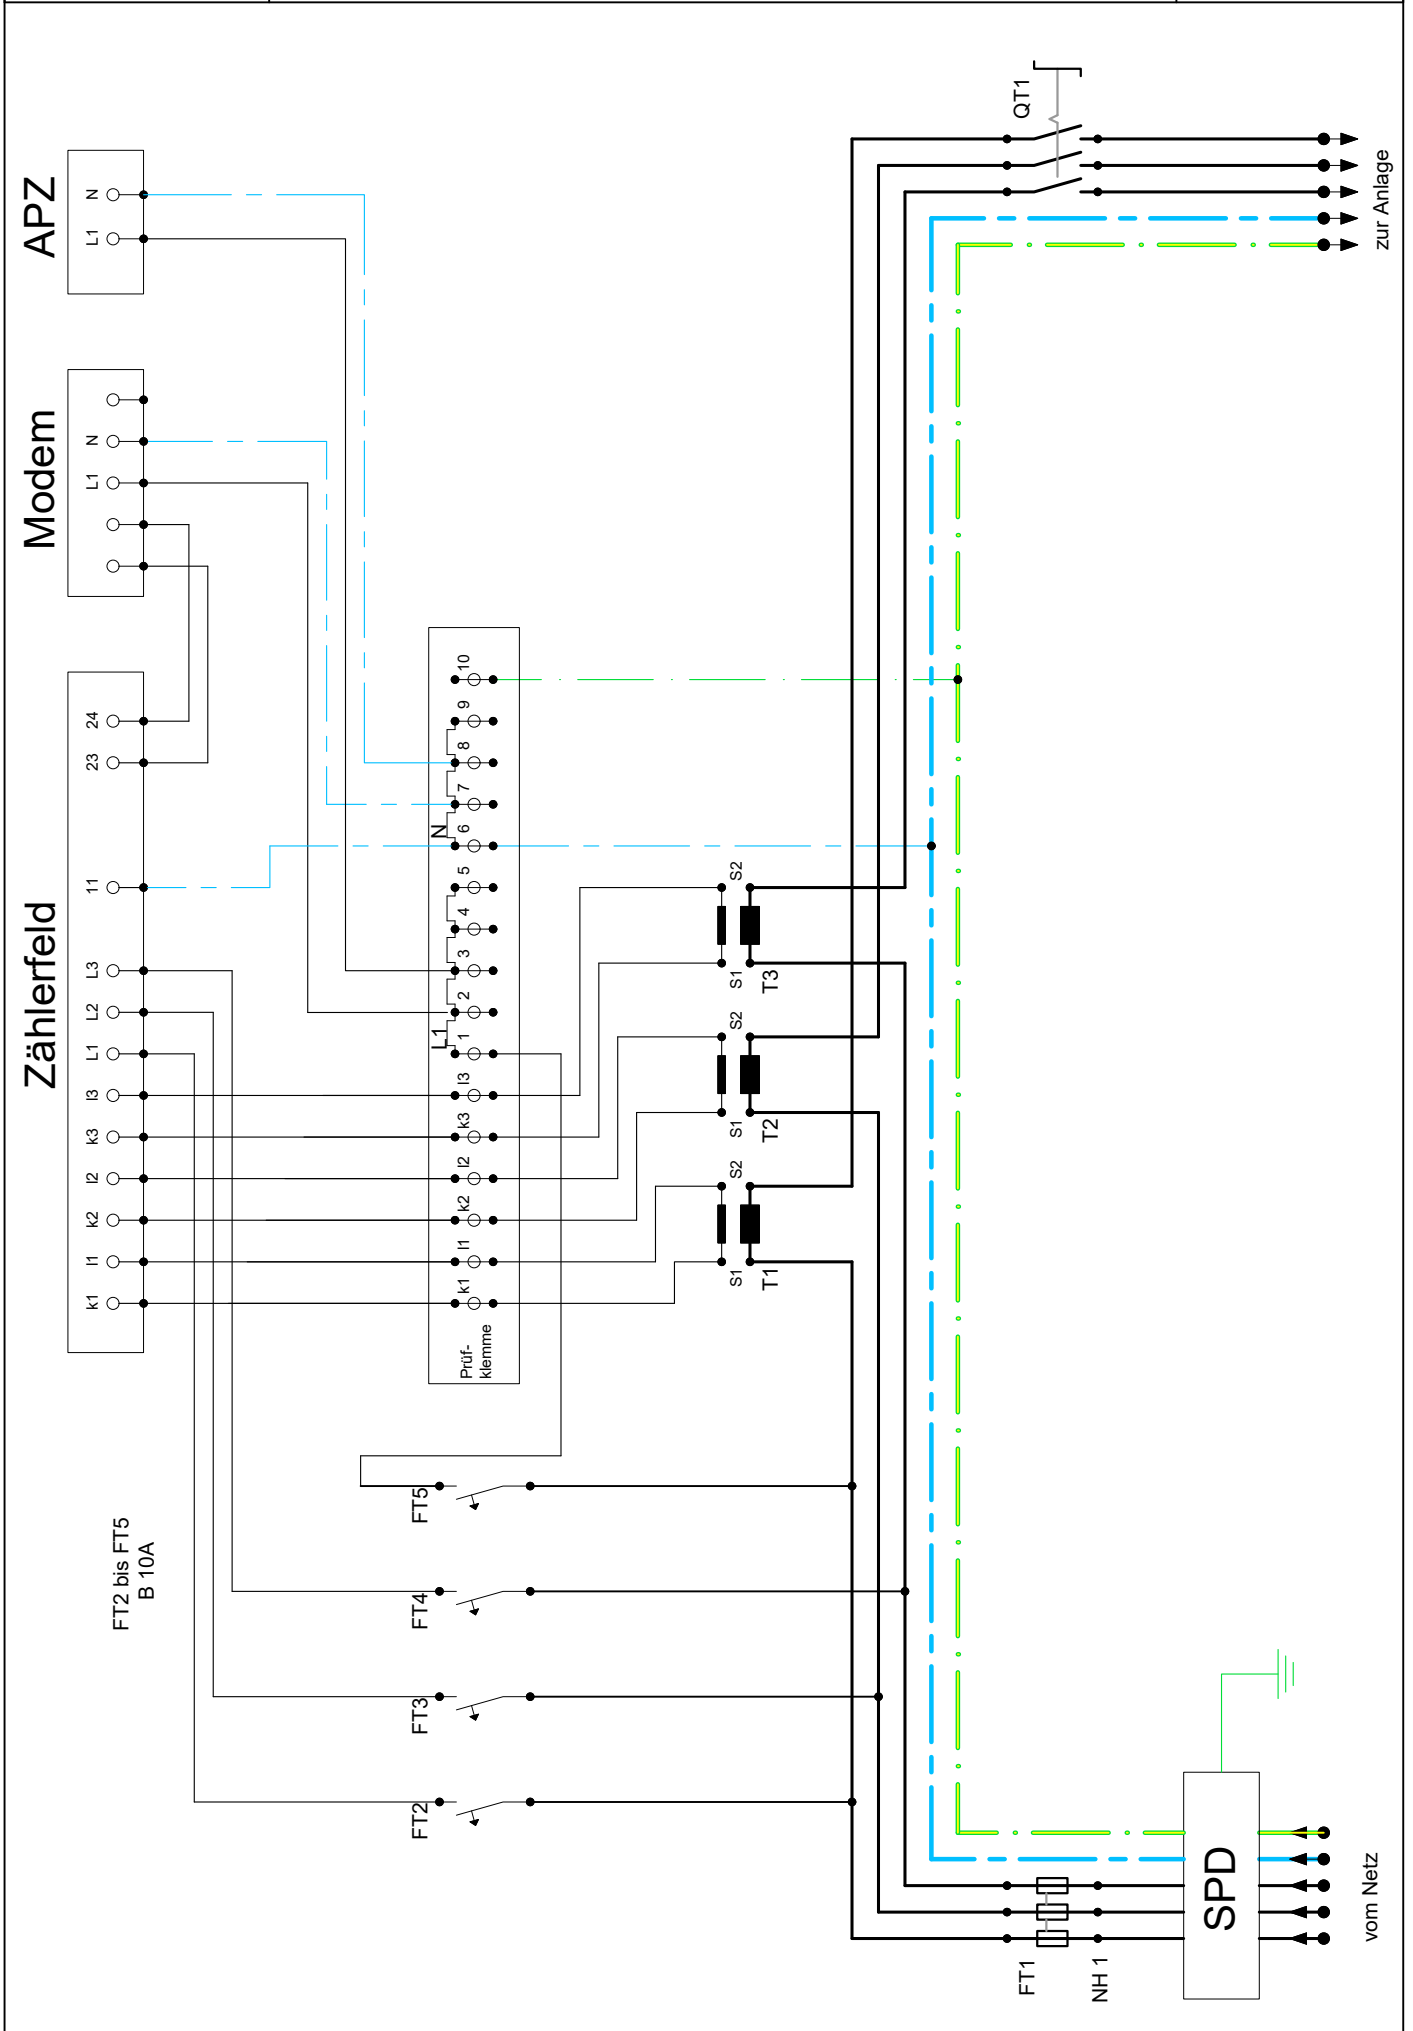 Zählerfeld Modem APZ
k1 l1 k2 l2 k3 l3 L1 L2 L3 11 23 24 L1 N L1 N
FT2 bis FT5
B 10A
FT2 FT3 FT4 FT5
L1 N
Prüf-
klemme
k1 l1 k2 l2 k3 l3 1 2 3 4 5 6 7 8 9 10
S1 S2 S1 S2 S1 S2
T1 T2 T3
FT1 QT1
NH 1
SPD
vom Netz zur Anlage